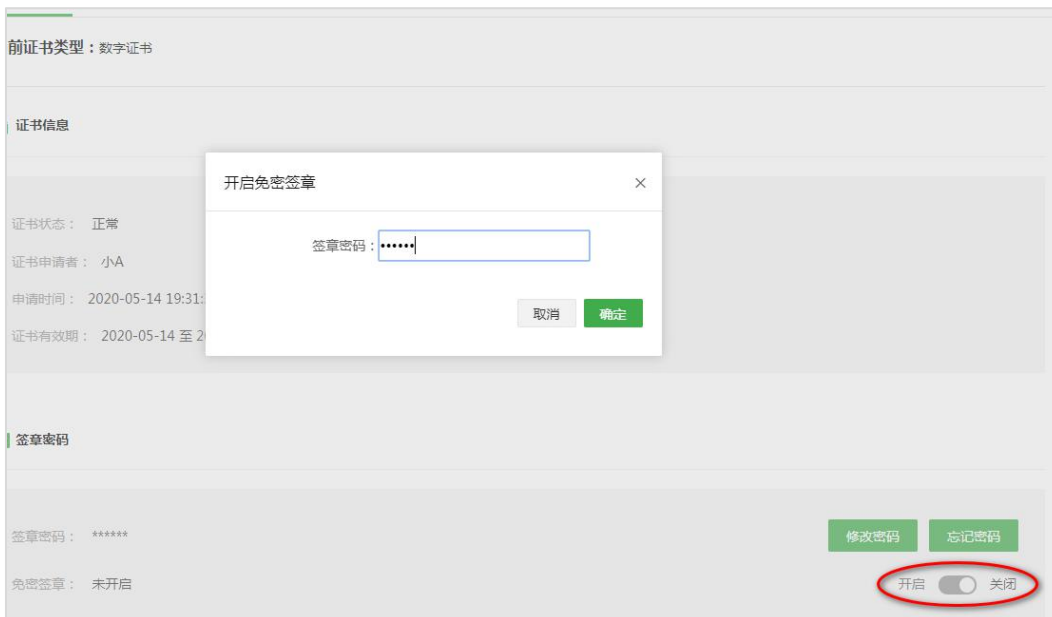 前证书类型：数字证书
证书信息
开启免密签章
签章密码：••••••
取消 确定
证书状态： 正常
证书申请者： 小A
申请时间： 2020-05-14 19:31:
证书有效期： 2020-05-14 至 2
签章密码
签章密码： ******
修改密码 忘记密码
免密签章： 未开启
开启 关闭